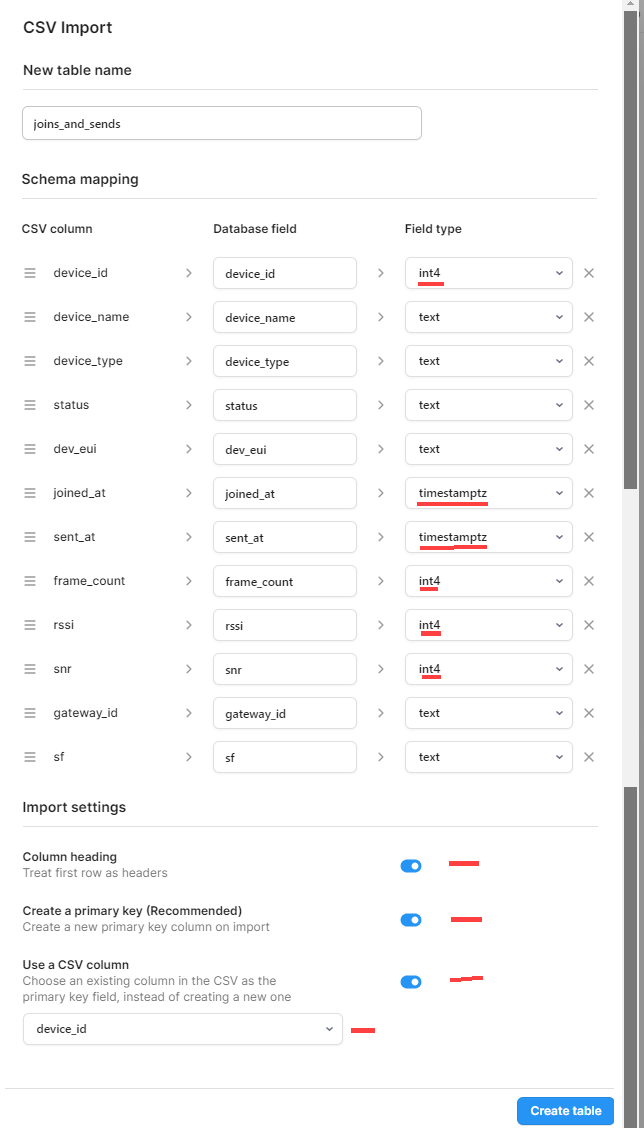 CSV Import
New table name
joins_and_sends
Schema mapping
CSV column Database field Field type
device_id device_id int4
device_name device_name text
device_type device_type text
status status text
dev_eui dev_eui text
joined_at joined_at timestamptz
sent_at sent_at timestamptz
frame_count frame_count int4
rssi rssi int4
snr snr int4
gateway_id gateway_id text
sf sf text
Import settings
Column heading
Treat first row as headers
Create a primary key (Recommended)
Create a new primary key column on import
Use a CSV column
Choose an existing column in the CSV as the
primary key field, instead of creating a new one
device_id
Create table